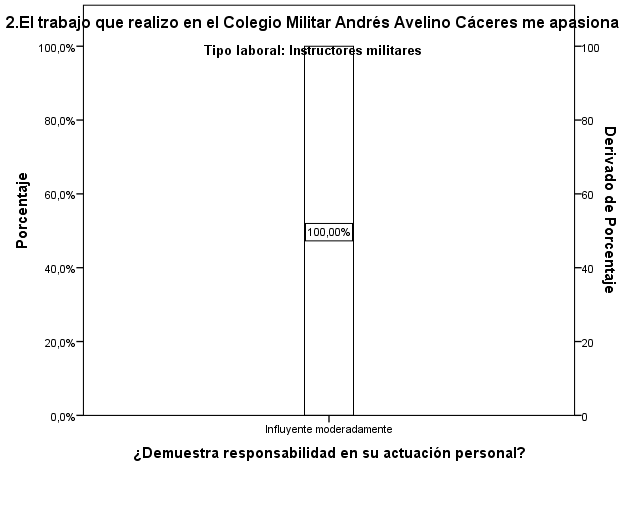 2.El trabajo que realizo en el Colegio Militar Andrés Avelino Cáceres me apasiona
Tipo laboral: Instructores militares
100,0%
80,0%
60,0%
40,0%
20,0%
0,0%
Porcentaje
100,00%
100
80
60
40
20
0
Derivado de Porcentaje
Influyente moderadamente
¿Demuestra responsabilidad en su actuación personal?